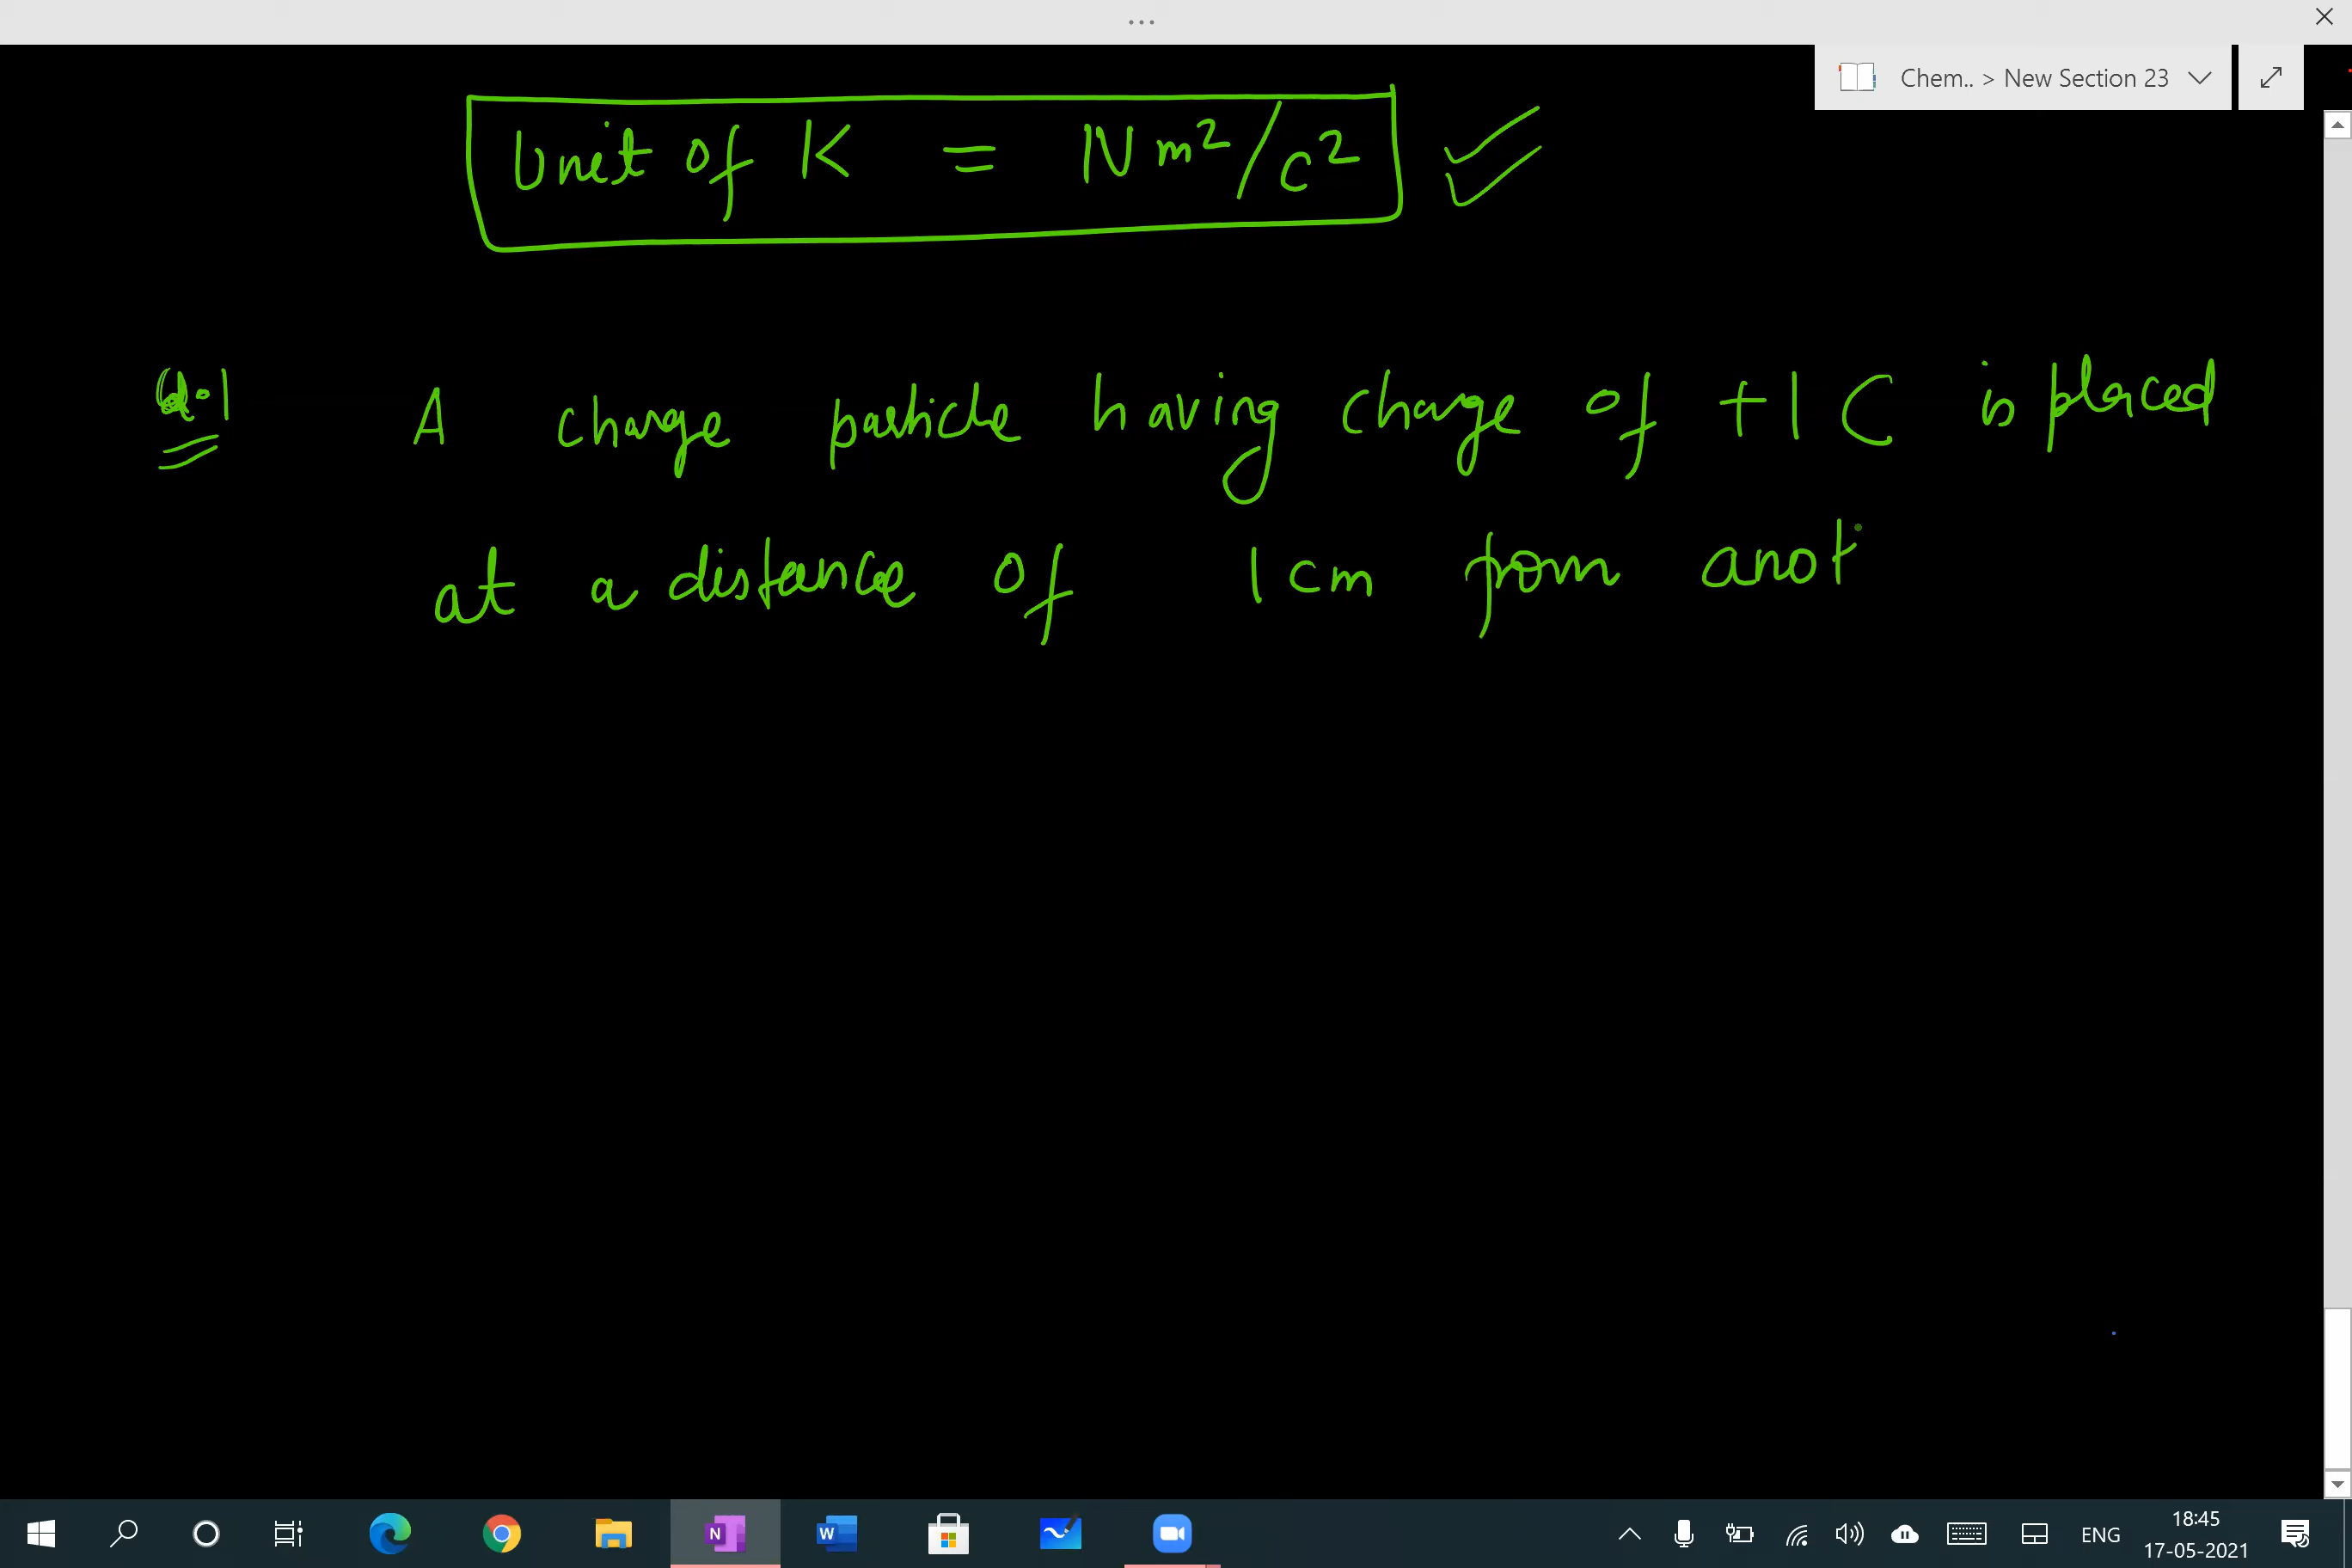 Chem.. > New Section 23
Unit of K = Nm²/C²
Q.1 A charge particle having charge of +1 C is placed
at a distance of 1 cm from anot
ENG
18:45
17-05-2021